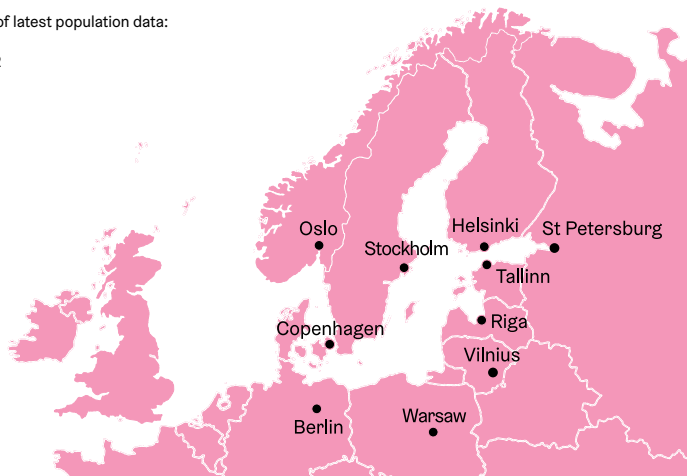 of latest population data:
Oslo
Helsinki
St Petersburg
Stockholm
Tallinn
Riga
Copenhagen
Vilnius
Warsaw
Berlin